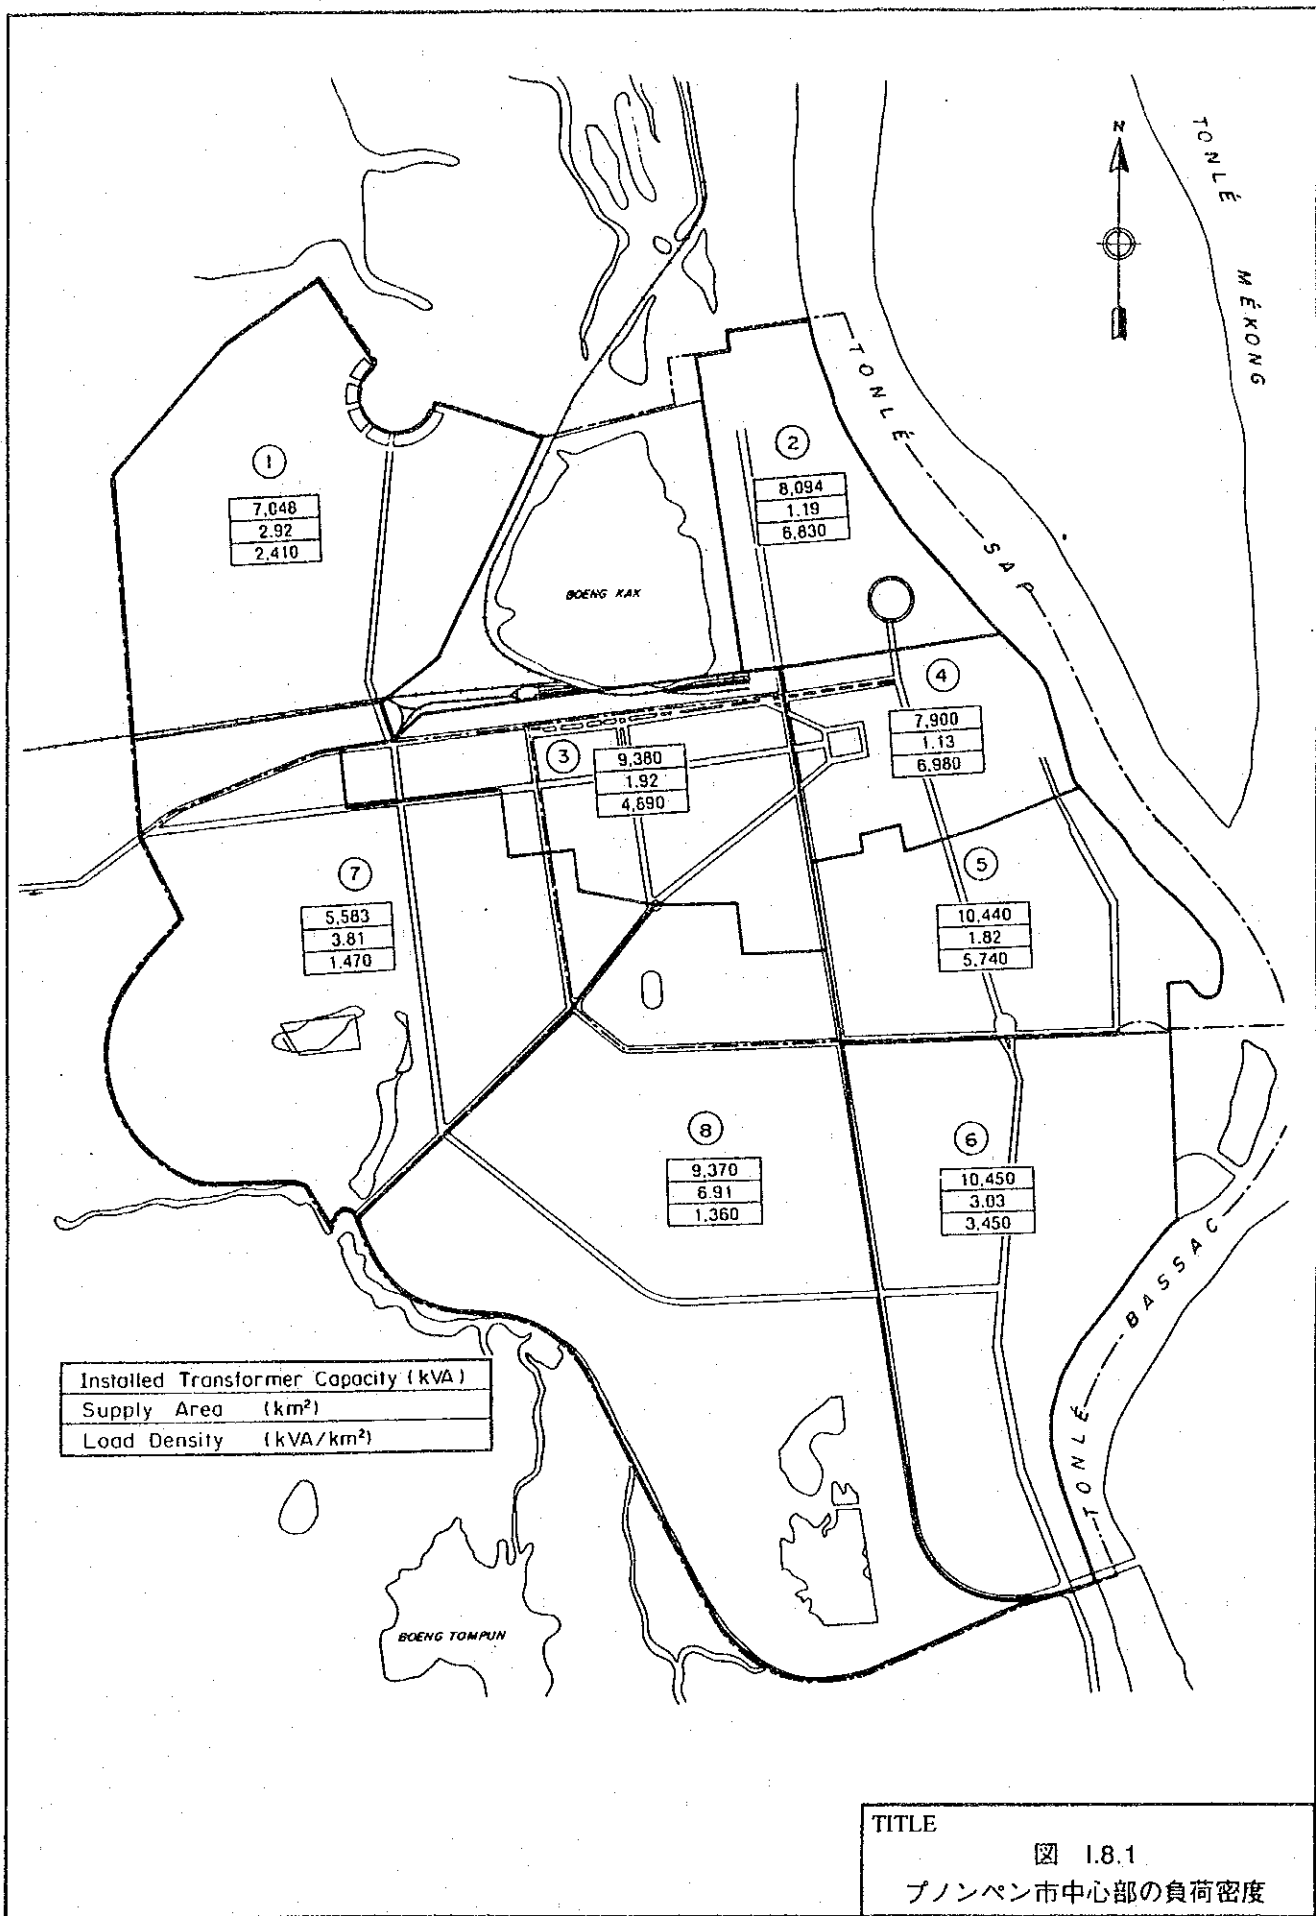 N
TONLÉ MÉKONG
TONLÉ SAP
1
7,048
2.92
2,410
2
8,094
1.19
6,830
BOENG KAK
4
7,900
1.13
6,980
3
9,380
1.92
4,890
5
10,440
1.82
5,740
7
5,583
3.81
1,470
8
9,370
6.91
1,360
6
10,450
3.03
3,450
TONLÉ BASSAC
Installed Transformer Capacity (kVA)
Supply Area (km²)
Load Density (kVA/km²)
BOENG TOMPUN
TITLE
図 I.8.1
プノンペン市中心部の負荷密度